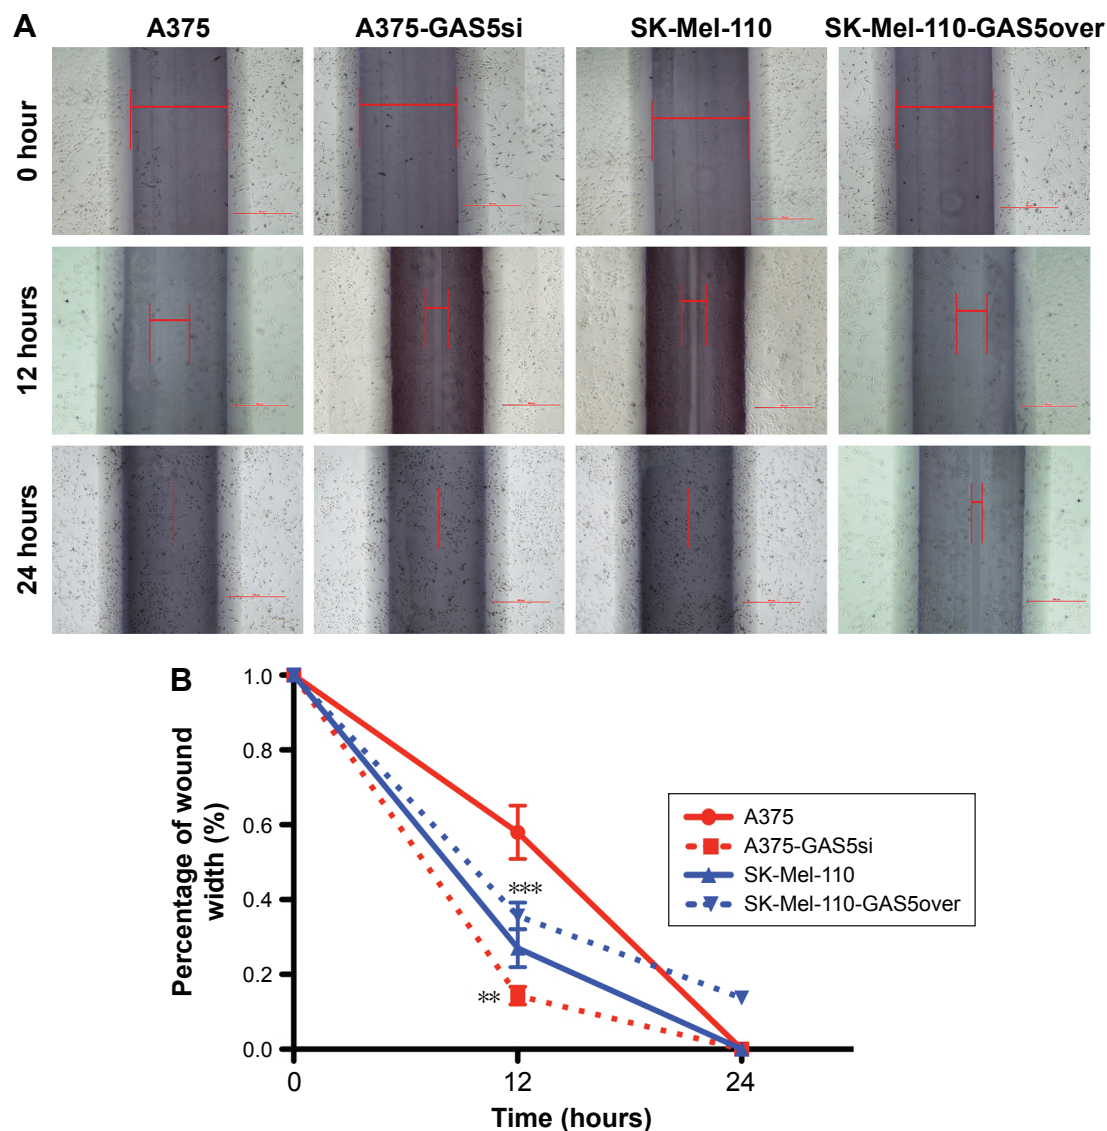 A
A375
A375-GAS5si
SK-Mel-110
SK-Mel-110-GAS5over
0 hour
12 hours
24 hours
B
Percentage of wound
width (%)
1.0
0.8
0.6
0.4
0.2
0.0
***
**
0
12
24
Time (hours)
A375
A375-GAS5si
SK-Mel-110
SK-Mel-110-GAS5over